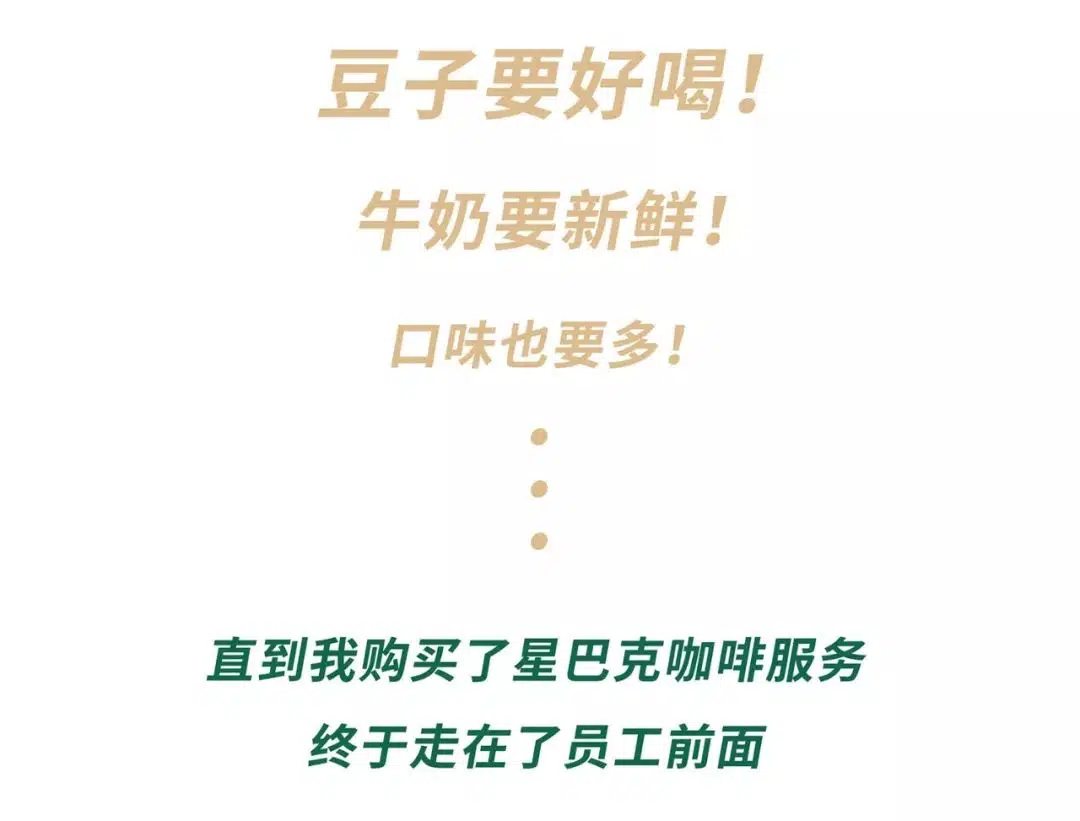 豆子要好喝！
牛奶要新鲜！
口味也要多！
直到我购买了星巴克咖啡服务
终于走在了员工前面